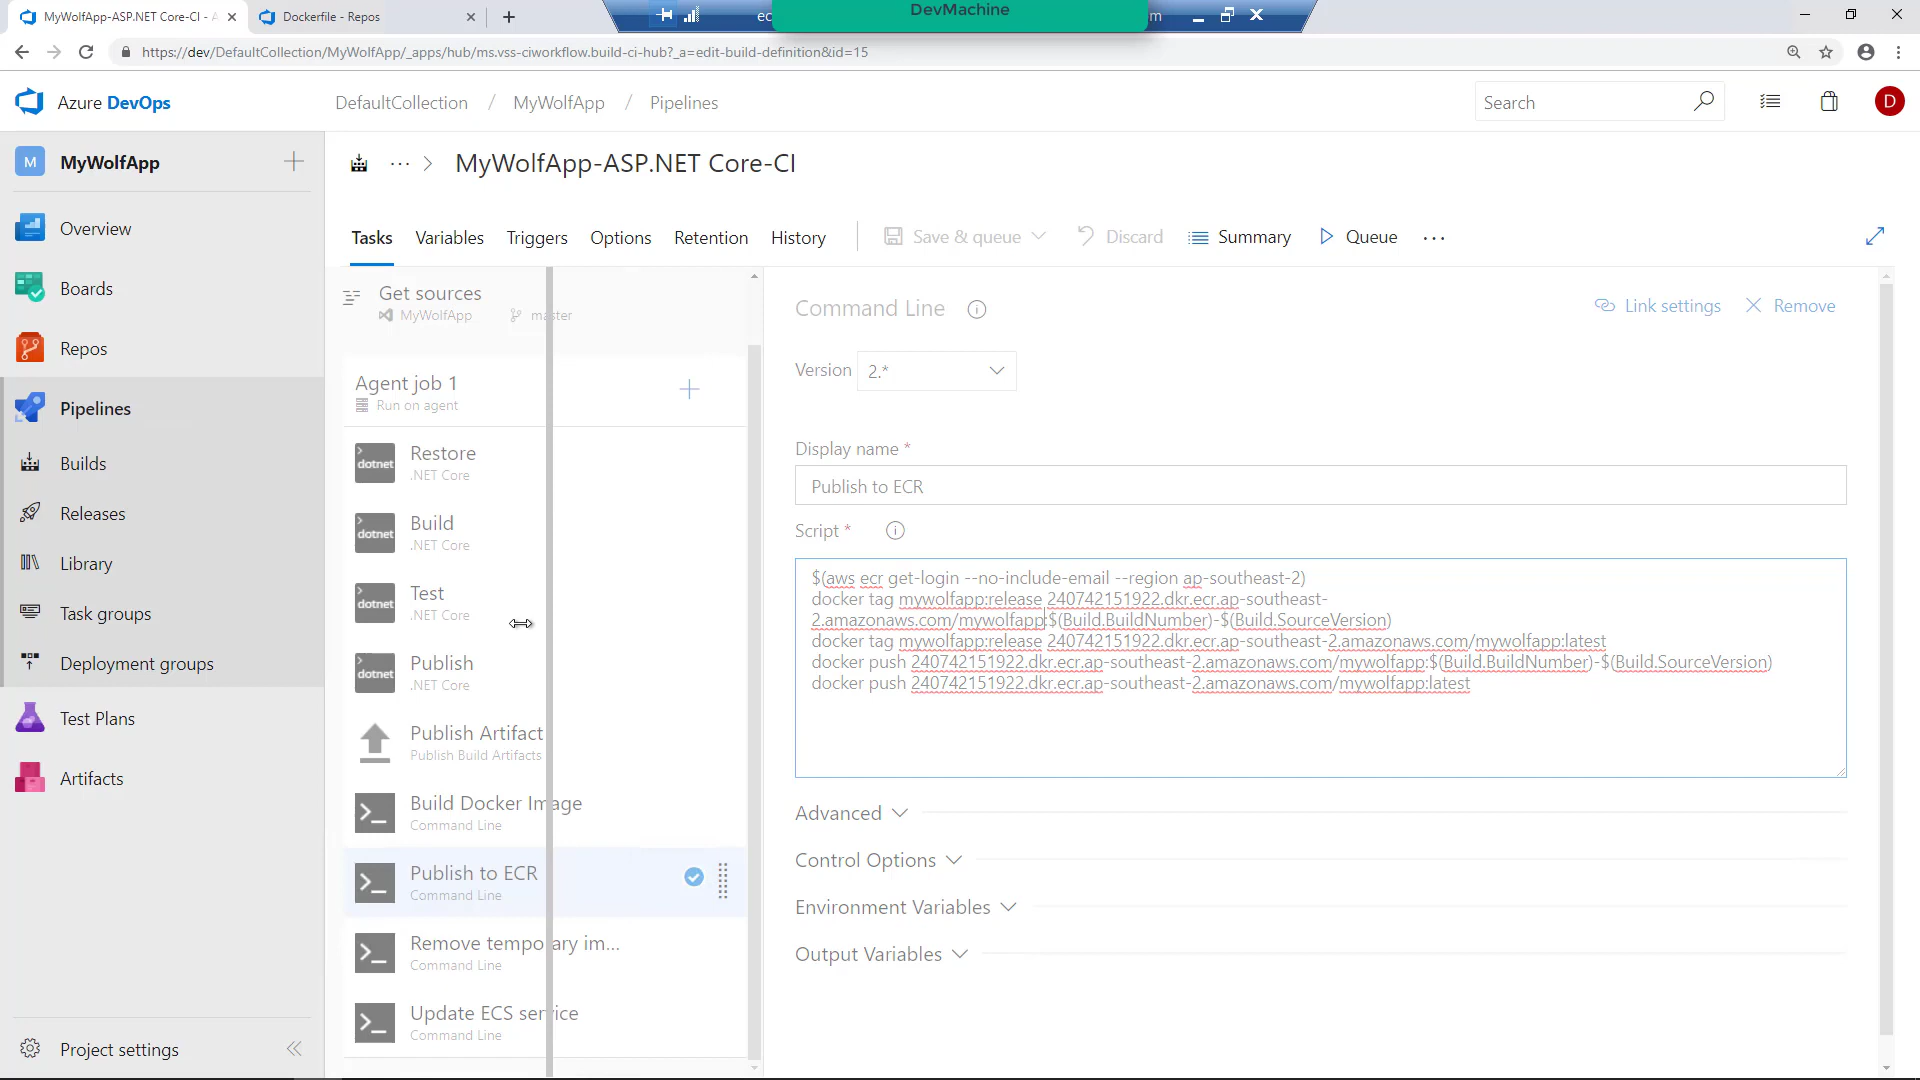 MyWolfApp-ASP.NET Core-CI - A
Dockerfile - Repos
ec
DevMachine
m
https://dev/DefaultCollection/MyWolfApp/_apps/hub/ms.vss-ciworkflow.build-ci-hub?_a=edit-build-definition&id=15
Azure DevOps
DefaultCollection / MyWolfApp / Pipelines
Search
D
M
MyWolfApp
MyWolfApp-ASP.NET Core-CI
Overview
Boards
Repos
Pipelines
Builds
Releases
Library
Task groups
Deployment groups
Test Plans
Artifacts
Project settings
Tasks
Variables
Triggers
Options
Retention
History
Save & queue
Discard
Summary
Queue
Get sources
MyWolfApp
master
Agent job 1
Run on agent
dotnet
Restore
.NET Core
dotnet
Build
.NET Core
dotnet
Test
.NET Core
dotnet
Publish
.NET Core
Publish Artifact
Publish Build Artifacts
Build Docker Image
Command Line
Publish to ECR
Command Line
Remove temporary im...
Command Line
Update ECS service
Command Line
Command Line
Link settings
Remove
Version
2.*
Display name *
Publish to ECR
Script *
$(aws ecr get-login --no-include-email --region ap-southeast-2)
docker tag mywolfapp:release 240742151922.dkr.ecr.ap-southeast-
2.amazonaws.com/mywolfapp:$(Build.BuildNumber)-$(Build.SourceVersion)
docker tag mywolfapp:release 240742151922.dkr.ecr.ap-southeast-2.amazonaws.com/mywolfapp:latest
docker push 240742151922.dkr.ecr.ap-southeast-2.amazonaws.com/mywolfapp:$(Build.BuildNumber)-$(Build.SourceVersion)
docker push 240742151922.dkr.ecr.ap-southeast-2.amazonaws.com/mywolfapp:latest
Advanced
Control Options
Environment Variables
Output Variables